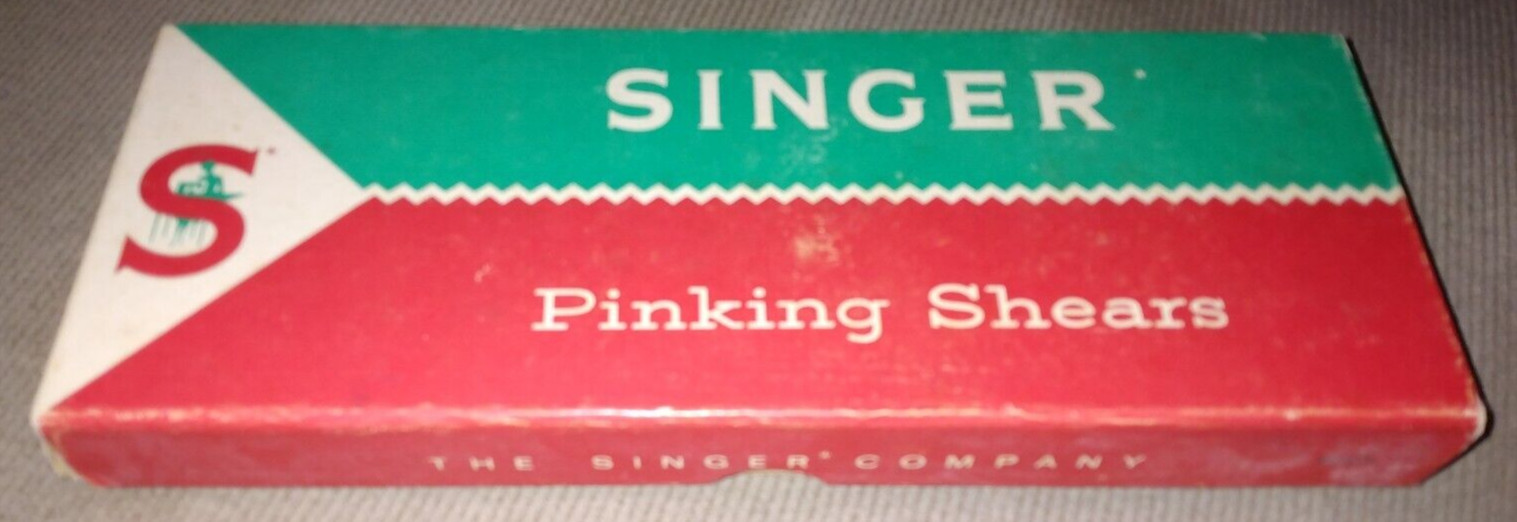 SINGER
S
Pinking Shears
THE SINGER* COMPANY